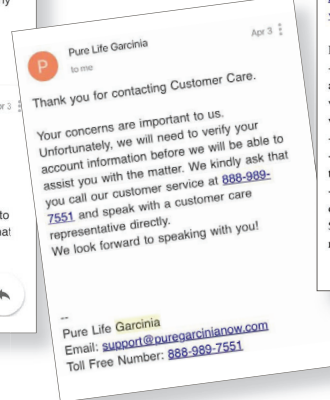 Pure Life Garcinia
Apr 3
to me
P
Thank you for contacting Customer Care.
Your concerns are important to us.
Unfortunately, we will need to verify your
account information before we will be able to
assist you with the matter. We kindly ask that
you call our customer service at 888-989-
7551 and speak with a customer care
representative directly.
We look forward to speaking with you!
--
Pure Life Garcinia
Email: support@puregarcinianow.com
Toll Free Number: 888-989-7551